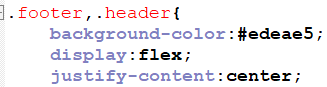 .footer,.header{
background-color:#edeae5;
display:flex;
justify-content:center;